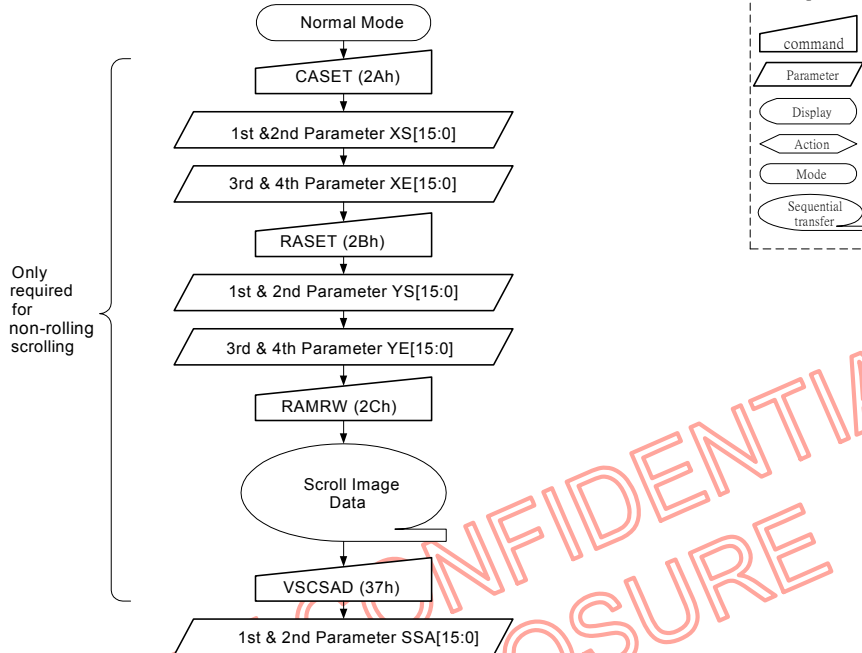 Normal Mode
CASET (2Ah)
1st &2nd Parameter XS[15:0]
3rd & 4th Parameter XE[15:0]
RASET (2Bh)
1st & 2nd Parameter YS[15:0]
3rd & 4th Parameter YE[15:0]
RAMRW (2Ch)
Scroll Image
Data
VSCSAD (37h)
1st & 2nd Parameter SSA[15:0]
Only
required
for
non-rolling
scrolling
command
Parameter
Display
Action
Mode
Sequential
transfer